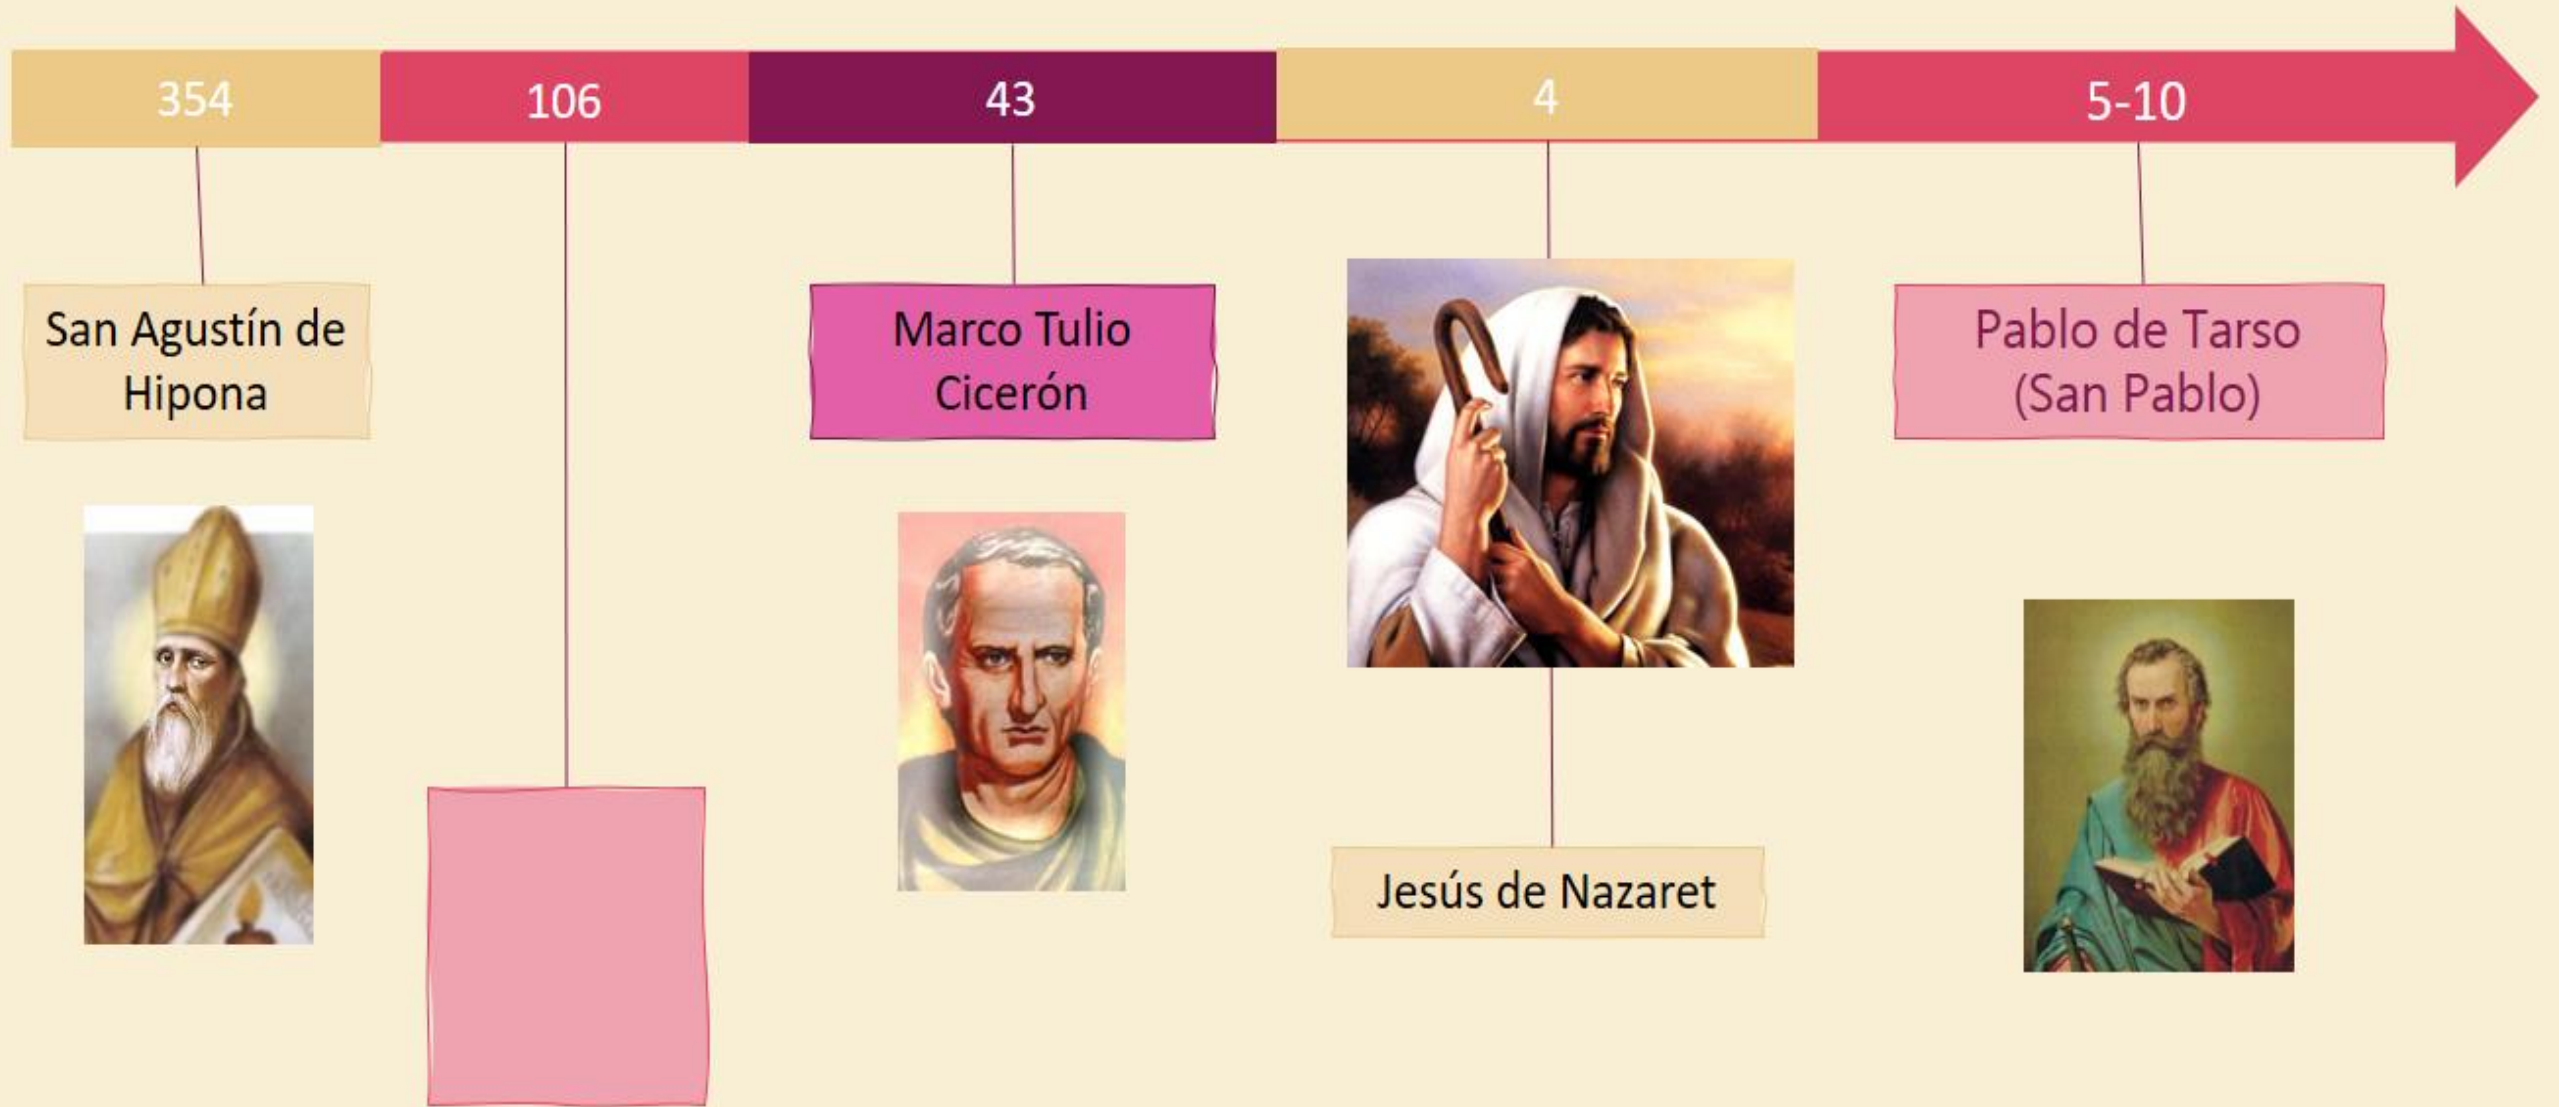 354
106
43
4
5-10
San Agustín de
Hipona
Marco Tulio
Cicerón
Pablo de Tarso
(San Pablo)
Jesús de Nazaret